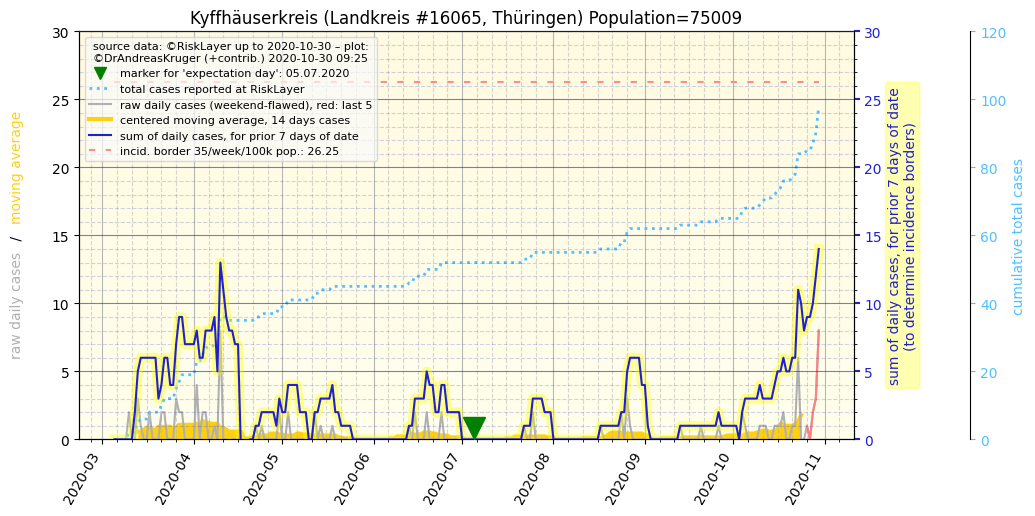 Kyffhäuserkreis (Landkreis #16065, Thüringen) Population=75009
source data: ©RiskLayer up to 2020-10-30 – plot:
©DrAndreasKruger (+contrib.) 2020-10-30 09:25
marker for 'expectation day': 05.07.2020
total cases reported at RiskLayer
raw daily cases (weekend-flawed), red: last 5
centered moving average, 14 days cases
sum of daily cases, for prior 7 days of date
incid. border 35/week/100k pop.: 26.25
raw daily cases / moving average
30
25
20
15
10
5
0
2020-03
2020-04
2020-05
2020-06
2020-07
2020-08
2020-09
2020-10
2020-11
30
25
20
15
10
5
0
sum of daily cases, for prior 7 days of date
(to determine incidence borders)
120
100
80
60
40
20
0
cumulative total cases